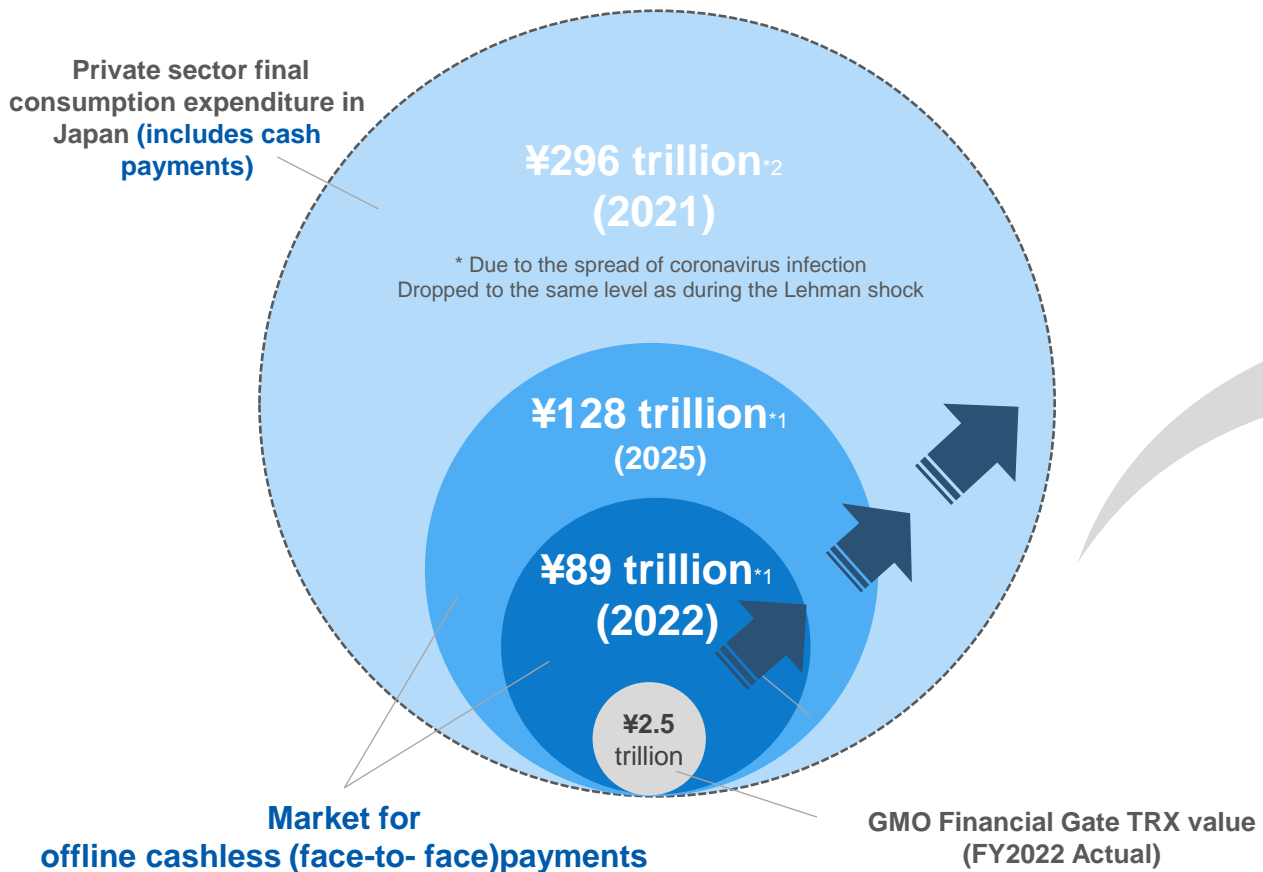 Private sector final
consumption expenditure in
Japan (includes cash
payments)
¥296 trillion*2
(2021)
* Due to the spread of coronavirus infection
Dropped to the same level as during the Lehman shock
¥128 trillion*1
(2025)
¥89 trillion*1
(2022)
¥2.5
trillion
Market for
offline cashless (face-to- face)payments
GMO Financial Gate TRX value
(FY2022 Actual)